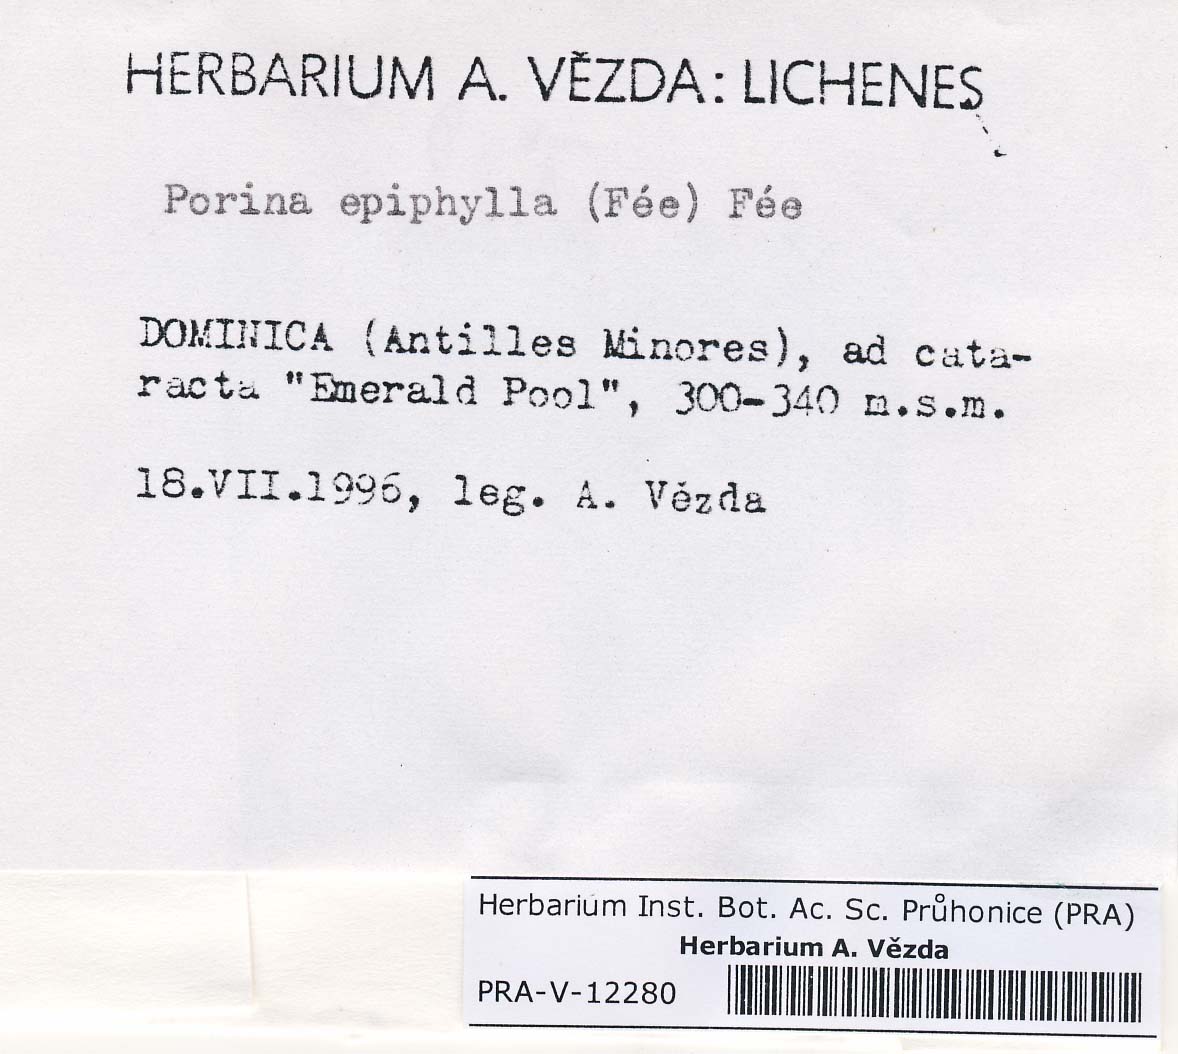 HERBARIUM A. VĚZDA: LICHENES
Porina epiphylla (Fée) Fée
DOMINICA (Antilles Minores), ad cata-
racta "Emerald Pool", 300-340 m.s.m.
18.VII.1996, leg. A. Vězda
Herbarium Inst. Bot. Ac. Sc. Průhonice (PRA)
Herbarium A. Vězda
PRA-V-12280